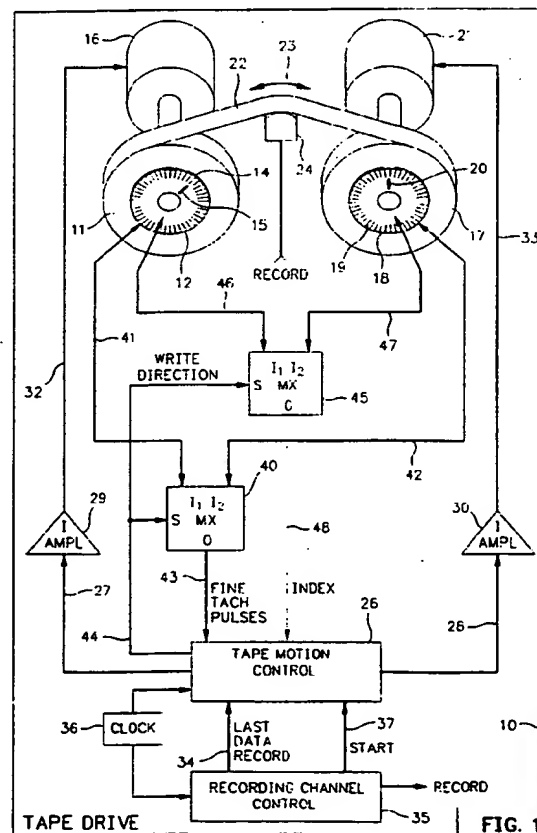 16
2
23
22
24
14
20
15
11
17
12
19
18
33
RECORD
46
41
47
WRITE
DIRECTION
32
I1 I2
S MX
O
45
42
40
I1 I2
S MX
O
29
30
I
AMPL
I
AMPL
48
43
27
FINE
TACH
PULSES
INDEX
26
28
44
TAPE MOTION
CONTROL
36
CLOCK
LAST
DATA
RECORD
34
37
START
10
RECORDING CHANNEL
CONTROL
RECORD
35
TAPE DRIVE
FIG. 1